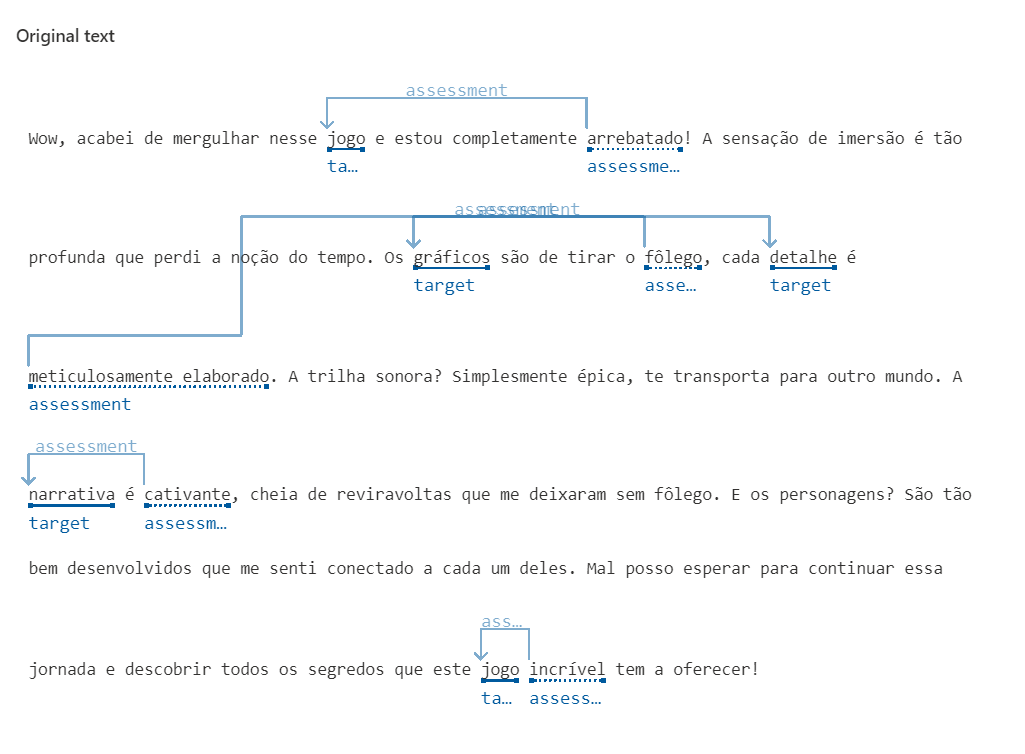 Original text
assessment
Wow, acabei de mergulhar nesse jogo e estou completamente arrebatado! A sensação de imersão é tão
ta… assessme…
assessment assessment
profunda que perdi a noção do tempo. Os gráficos são de tirar o fôlego, cada detalhe é
target asse… target
meticulosamente elaborado. A trilha sonora? Simplesmente épica, te transporta para outro mundo. A
assessment
assessment
narrativa é cativante, cheia de reviravoltas que me deixaram sem fôlego. E os personagens? São tão
target assessm…
bem desenvolvidos que me senti conectado a cada um deles. Mal posso esperar para continuar essa
ass…
jornada e descobrir todos os segredos que este jogo incrível tem a oferecer!
ta… assess…